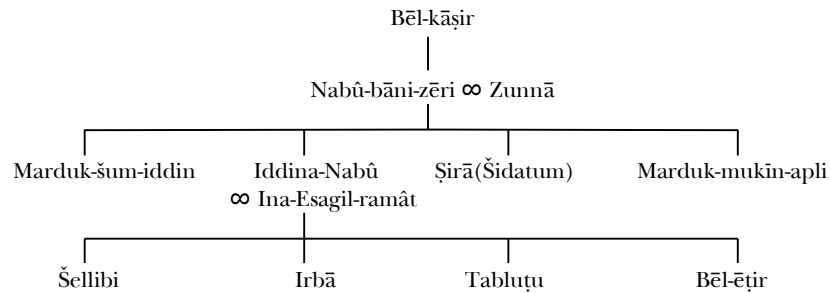 Bēl-kāṣir
Nabû-bāni-zēri ∞ Zunnā
Marduk-šum-iddin Iddina-Nabû Ṣirā(Šidatum) Marduk-mukīn-apli
∞ Ina-Esagil-ramât
Šellibi Irbā Tabluṭu Bēl-ēṭir